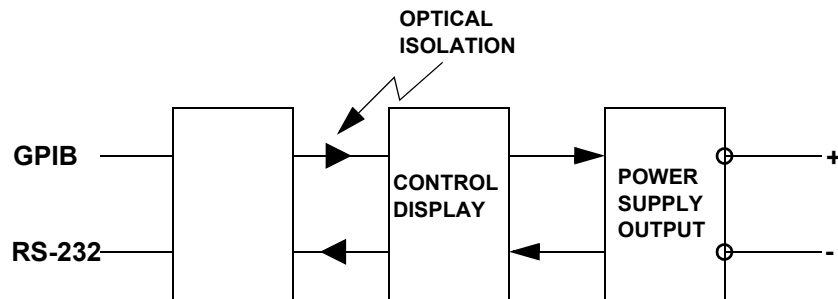 OPTICAL
ISOLATION
GPIB
+
CONTROL
DISPLAY
POWER
SUPPLY
OUTPUT
RS-232
-